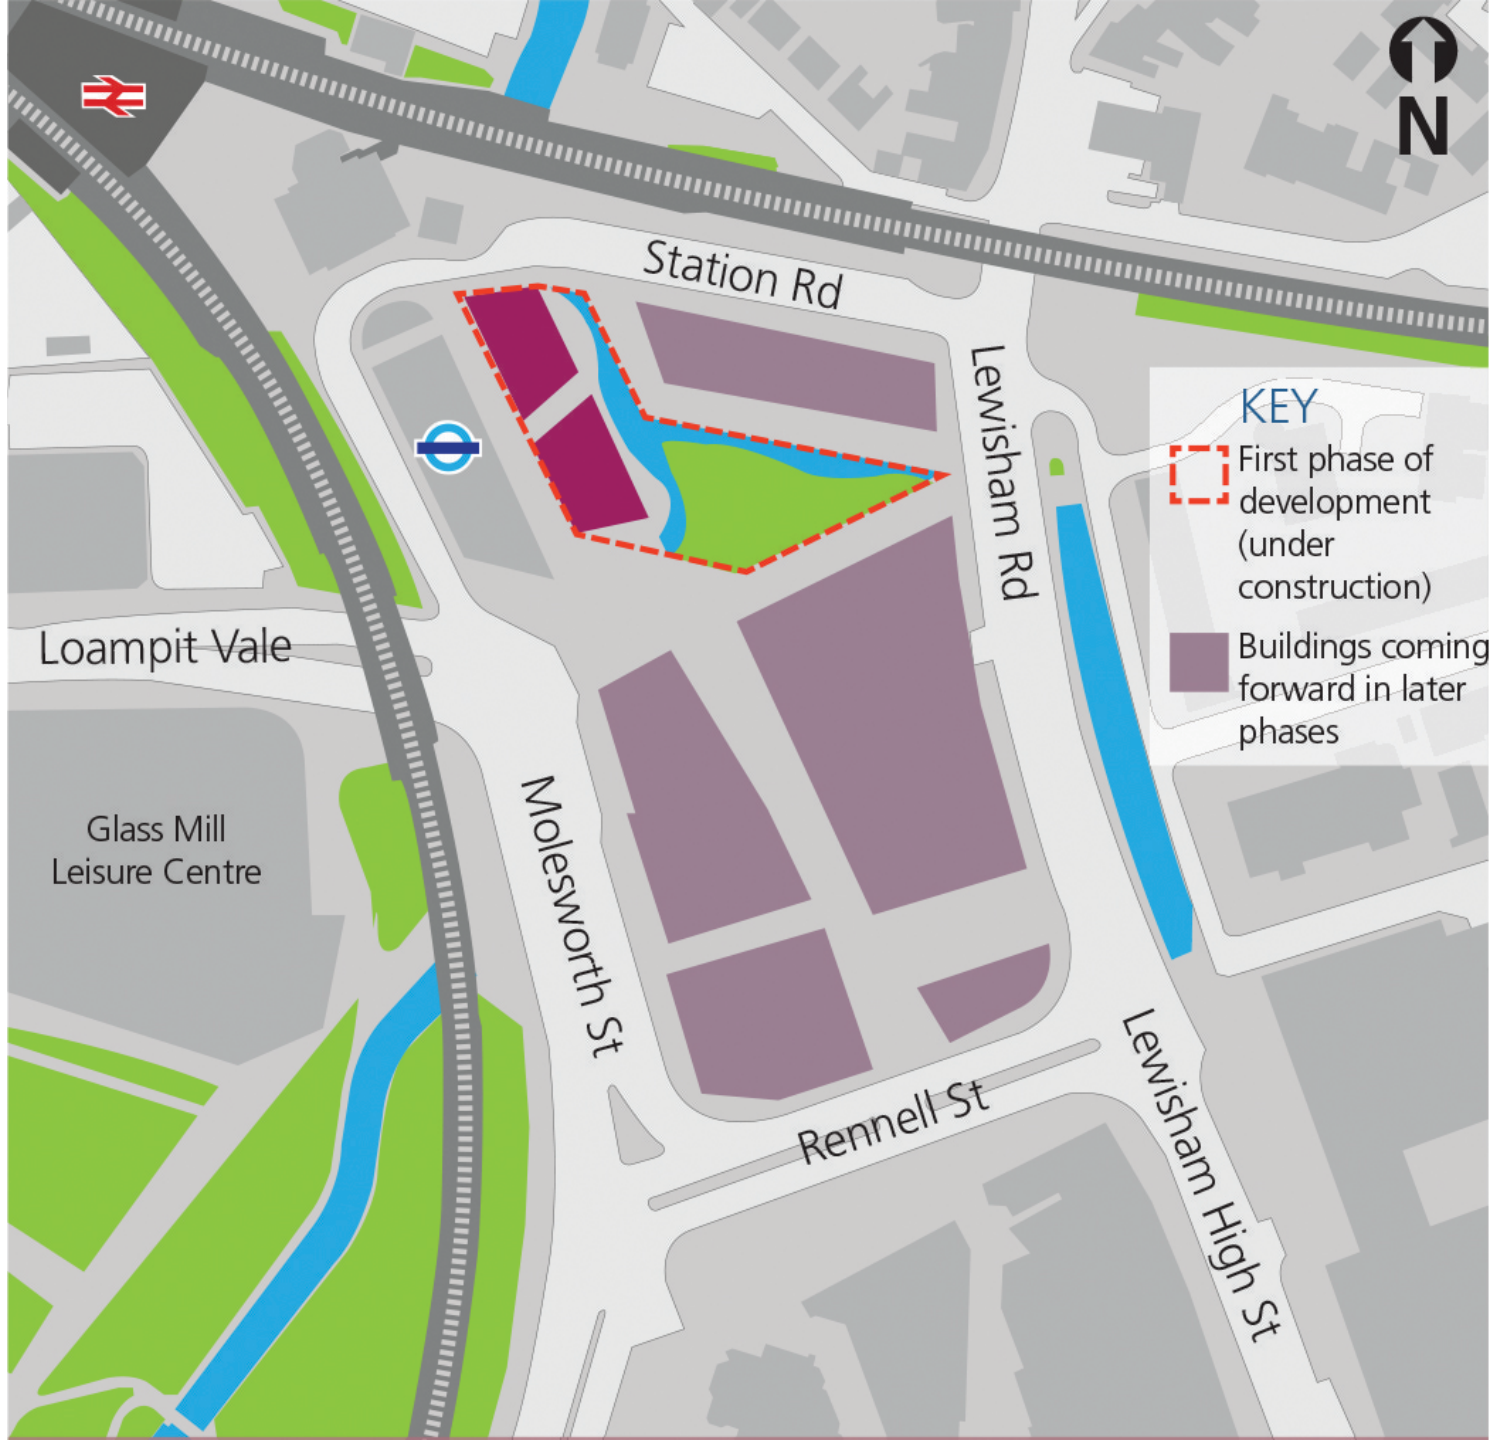 N
Station Rd
Lewisham Rd
KEY
First phase of
development
(under
construction)
Buildings coming
forward in later
phases
Loampit Vale
Glass Mill
Leisure Centre
Molesworth St
Rennell St
Lewisham High St